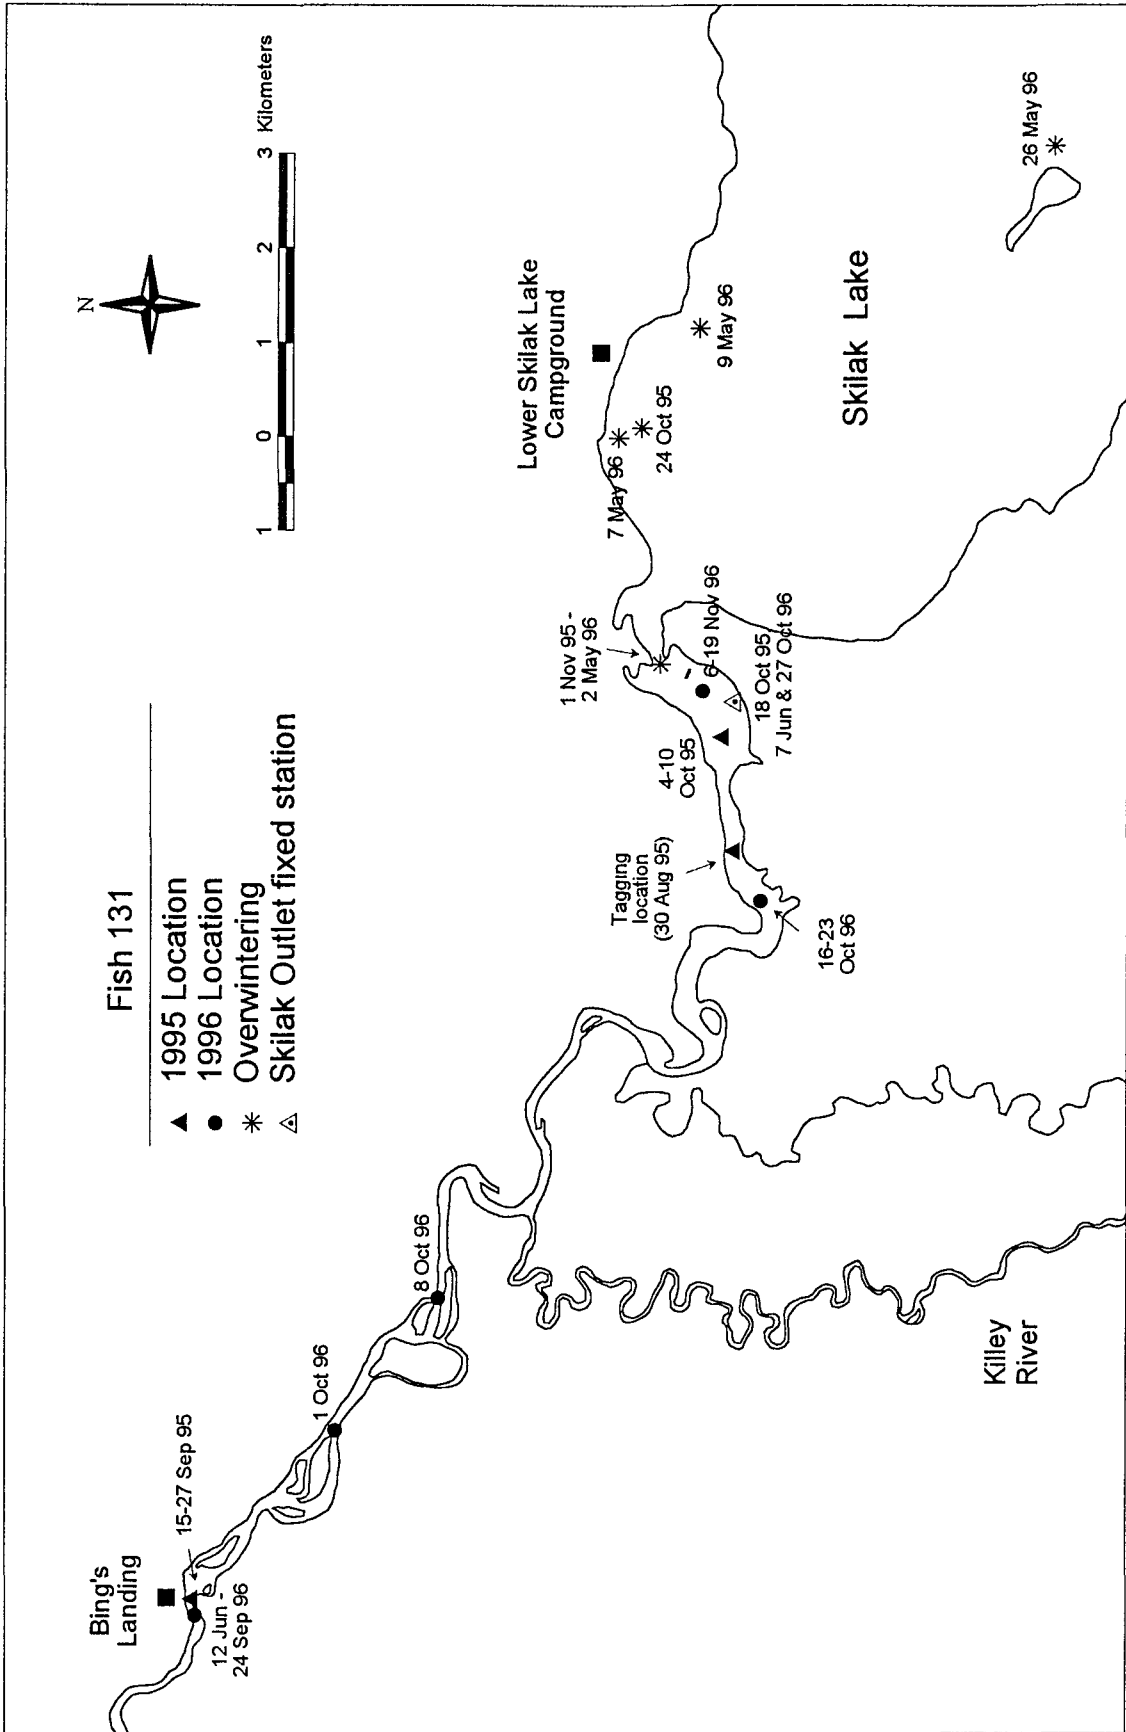 Fish 131
1995 Location
1996 Location
Overwintering
Skilak Outlet fixed station
N
1 0 1 2 3 Kilometers
Bing's
Landing
15-27 Sep 95
12 Jun -
24 Sep 96
1 Oct 96
8 Oct 96
Killey
River
Tagging
location
(30 Aug 95)
16-23
Oct 96
4-10
Oct 95
1 Nov 95 -
2 May 96
6-19 Nov 96
18 Oct 95
7 Jun & 27 Oct 96
7 May 96
24 Oct 95
Lower Skilak Lake
Campground
9 May 96
Skilak Lake
26 May 96